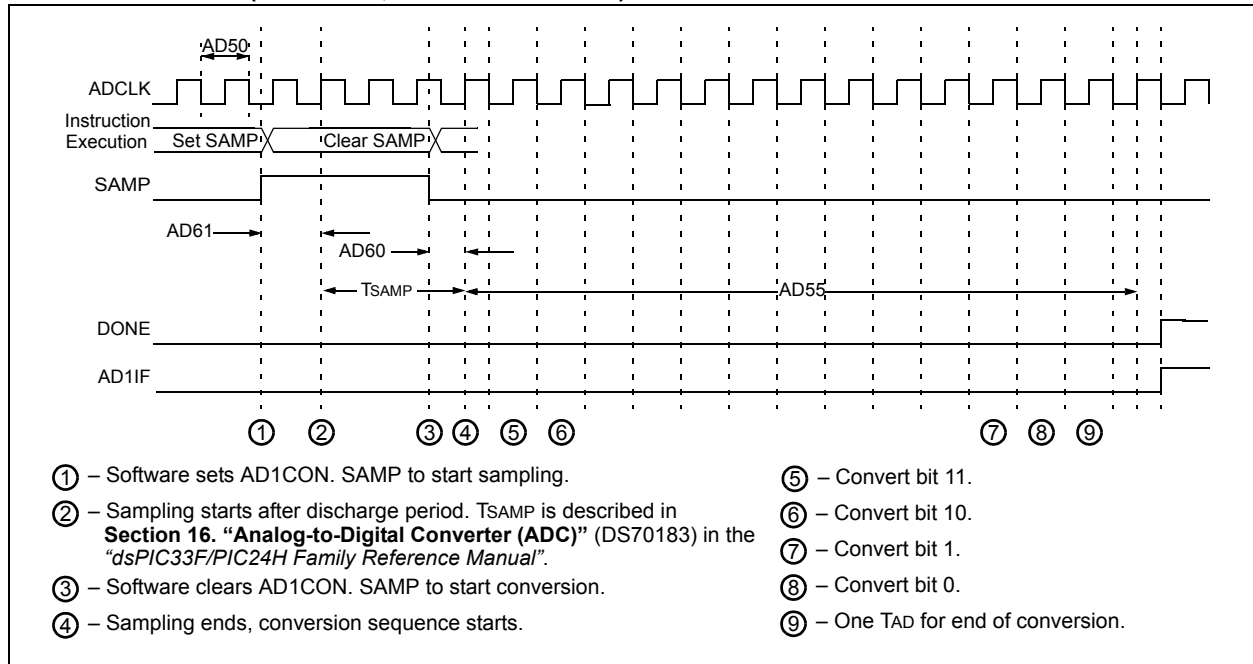 AD50
ADCLK
Instruction
Execution
Set SAMP
Clear SAMP
SAMP
AD61
AD60
TSAMP
AD55
DONE
AD1IF
1 2 3 4 5 6 7 8 9
1 – Software sets AD1CON. SAMP to start sampling.
2 – Sampling starts after discharge period. TSAMP is described in
Section 16. “Analog-to-Digital Converter (ADC)” (DS70183) in the
“dsPIC33F/PIC24H Family Reference Manual”.
3 – Software clears AD1CON. SAMP to start conversion.
4 – Sampling ends, conversion sequence starts.
5 – Convert bit 11.
6 – Convert bit 10.
7 – Convert bit 1.
8 – Convert bit 0.
9 – One TAD for end of conversion.